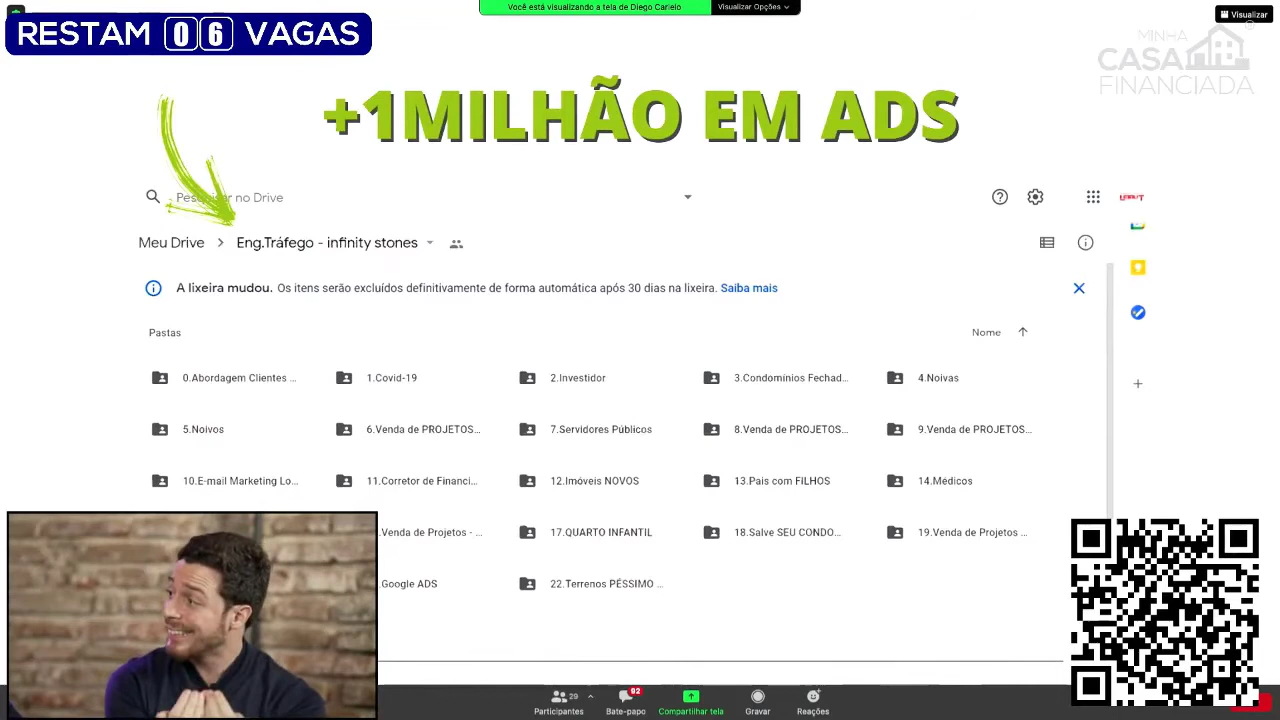 Você está visualizando a tela de Diego Carielo
Visualizar Opções
Visualizar
RESTAM 06 VAGAS
MINHA
CASA
FINANCIADA
+1MILHÃO EM ADS
Pesquisar no Drive
Meu Drive > Eng.Tráfego - infinity stones
A lixeira mudou. Os itens serão excluídos definitivamente de forma automática após 30 dias na lixeira. Saiba mais
Pastas
Nome
0.Abordagem Clientes ...
1.Covid-19
2.Investidor
3.Condomínios Fechad...
4.Noivas
5.Noivos
6.Venda de PROJETOS...
7.Servidores Públicos
8.Venda de PROJETOS...
9.Venda de PROJETOS...
10.E-mail Marketing Lo...
11.Corretor de Financi...
12.Imóveis NOVOS
13.Pais com FILHOS
14.Médicos
.Venda de Projetos - ...
17.QUARTO INFANTIL
18.Salve SEU CONDO...
19.Venda de Projetos ...
.Google ADS
22.Terrenos PÉSSIMO ...
29
92
Participantes
Bate-papo
Compartilhar tela
Gravar
Reações